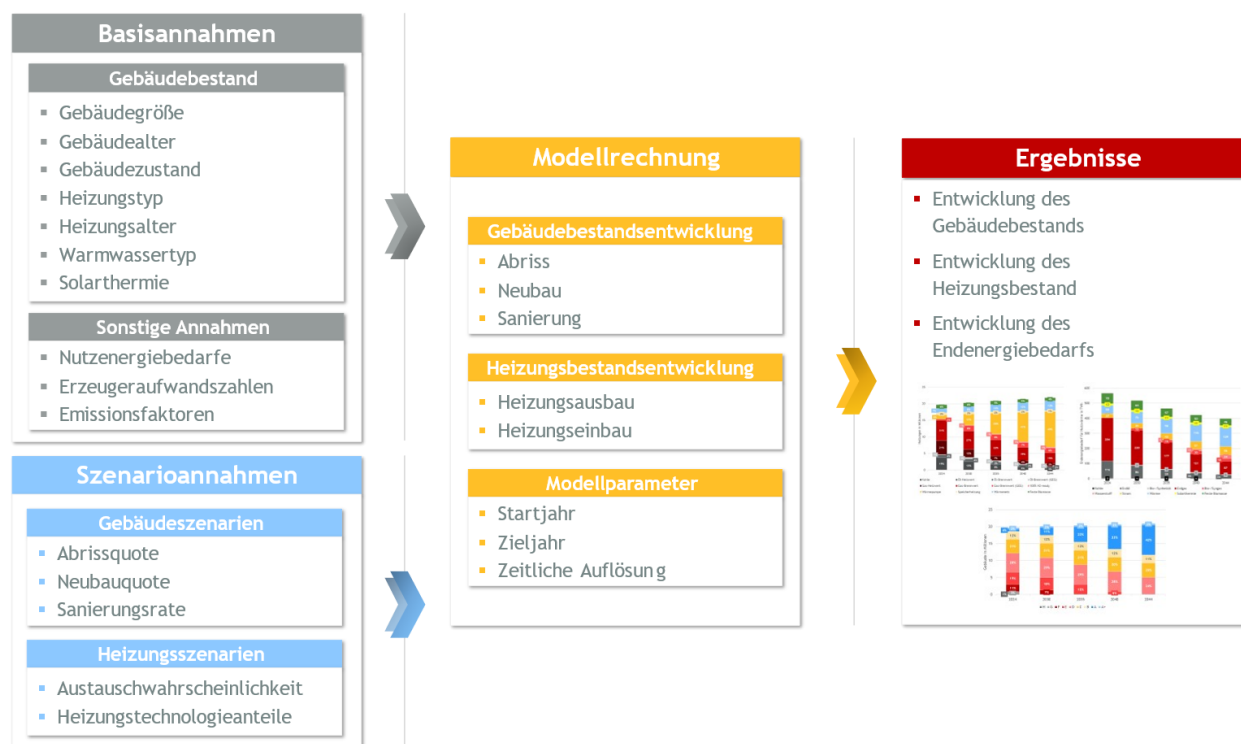 Basisannahmen
Gebäudebestand
Gebäudegröße
Gebäudealter
Gebäudezustand
Heizungstyp
Heizungsalter
Warmwassertyp
Solarthermie
Sonstige Annahmen
Nutzenergiebedarfe
Erzeugeraufwandszahlen
Emissionsfaktoren
Szenarioannahmen
Gebäudeszenarien
Abrissquote
Neubauquote
Sanierungsrate
Heizungsszenarien
Austauschwahrscheinlichkeit
Heizungstechnologieanteile
Modellrechnung
Gebäudebestandsentwicklung
Abriss
Neubau
Sanierung
Heizungsbestandsentwicklung
Heizungsausbau
Heizungseinbau
Modellparameter
Startjahr
Zieljahr
Zeitliche Auflösung
Ergebnisse
Entwicklung des
Gebäudebestands
Entwicklung des
Heizungsbestand
Entwicklung des
Endenergiebedarfs